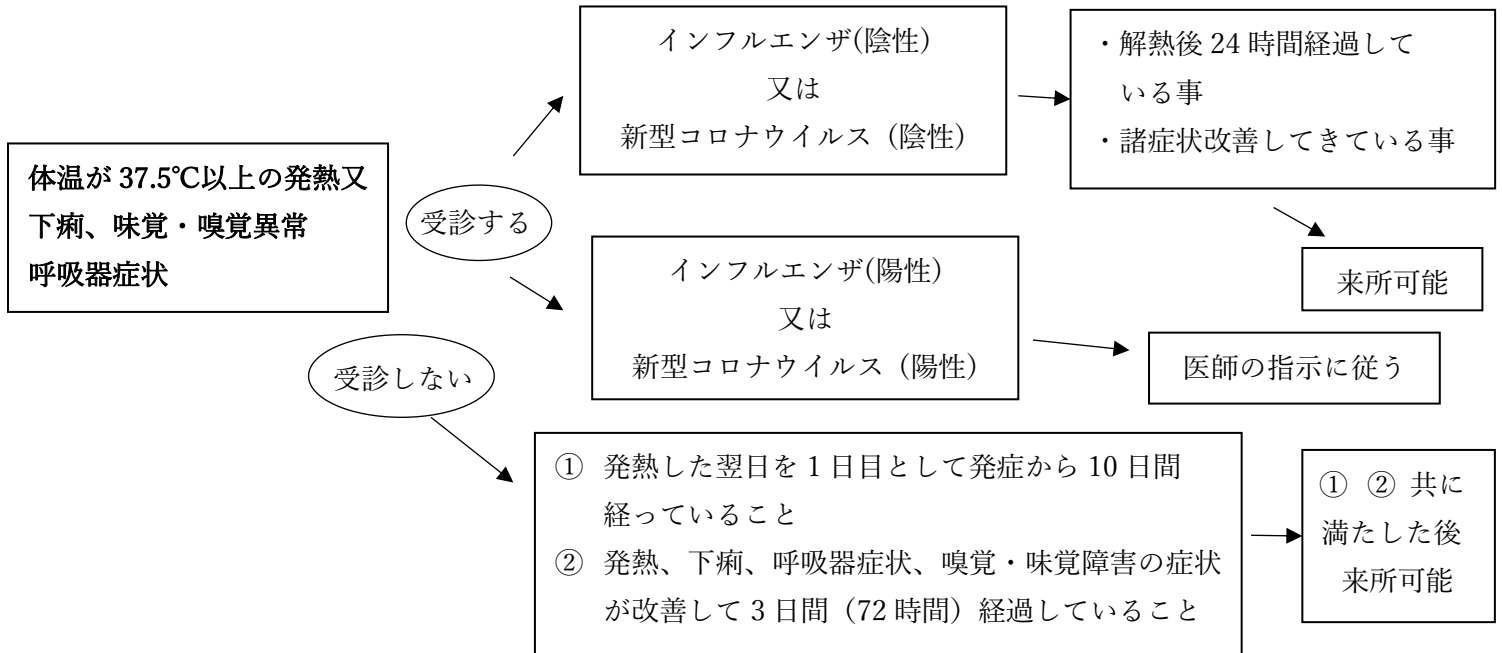 体温が 37.5℃以上の発熱又
下痢、味覚・嗅覚異常
呼吸器症状
受診する
インフルエンザ(陰性)
又は
新型コロナウイルス（陰性）
・解熱後 24 時間経過して
いる事
・諸症状改善してきている事
来所可能
インフルエンザ(陽性)
又は
新型コロナウイルス（陽性）
医師の指示に従う
受診しない
① 発熱した翌日を 1 日目として発症から 10 日間
経っていること
② 発熱、下痢、呼吸器症状、嗅覚・味覚障害の症状
が改善して 3 日間（72 時間）経過していること
① ② 共に
満たした後
来所可能